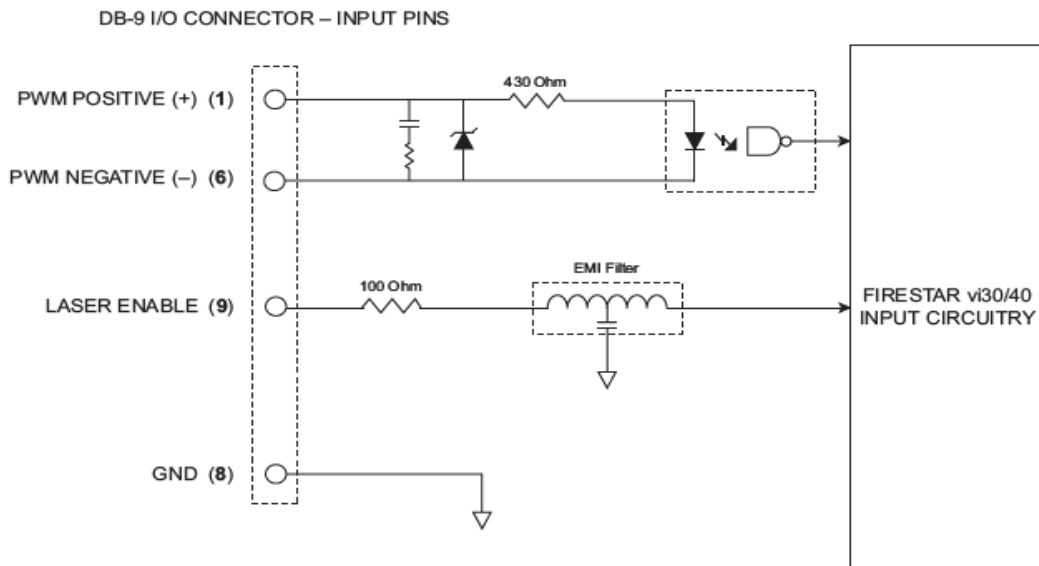 DB-9 I/O CONNECTOR – INPUT PINS
PWM POSITIVE (+) (1)
430 Ohm
PWM NEGATIVE (–) (6)
LASER ENABLE (9)
100 Ohm
EMI Filter
FIRESTAR vi30/40
INPUT CIRCUITRY
GND (8)